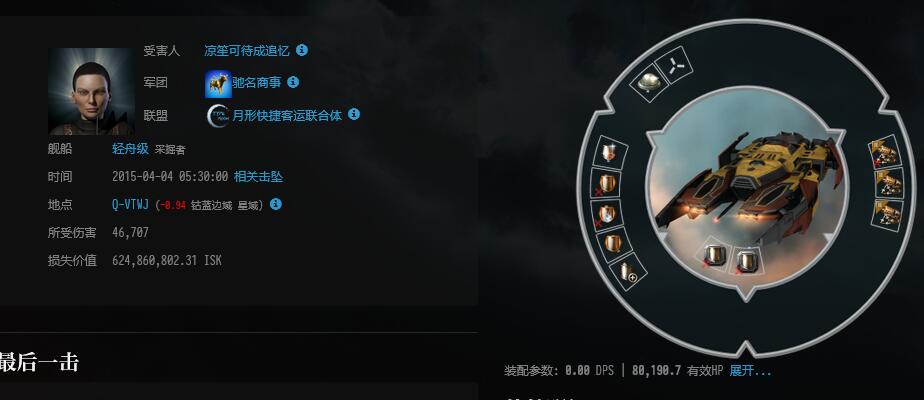 受害人 凉笙可待成追忆
军团 驰名商事
联盟 月形快捷客运联合体
舰船 轻舟级 采掘者
时间 2015-04-04 05:30:00 相关击坠
地点 Q-VTWJ (-0.94 钴蓝边域 星域)
所受伤害 46,707
损失价值 624,860,802.31 ISK
最后一击
装配参数: 0.00 DPS | 80,190.7 有效HP 展开...